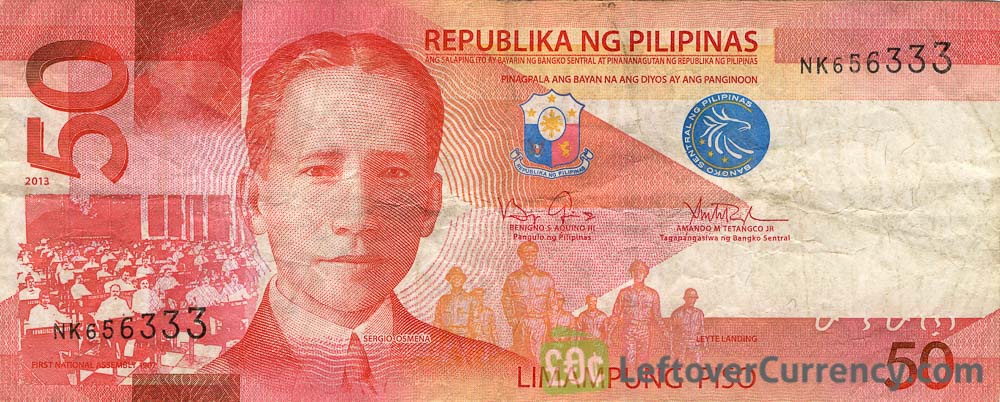 50
2013
REPUBLIKA NG PILIPINAS
ANG SALAPING ITO AY BAYARIN NG BANGKO SENTRAL AT PINANANAGUTAN NG REPUBLIKA NG PILIPINAS
PINAGPALA ANG BAYAN NA ANG DIYOS AY ANG PANGINOON
NK656333
REPUBLIKA NG PILIPINAS
BANGKO SENTRAL NG PILIPINAS
BENIGNO S AQUINO III
Pangulo ng Pilipinas
AMANDO M TETANGCO JR
Tagapangasiwa ng Bangko Sentral
NK656333
FIRST NATIONAL ASSEMBLY 1907
SERGIO OSMEÑA
LEYTE LANDING
LIMAMPUNG PISO
50
LeftoverCurrency.com